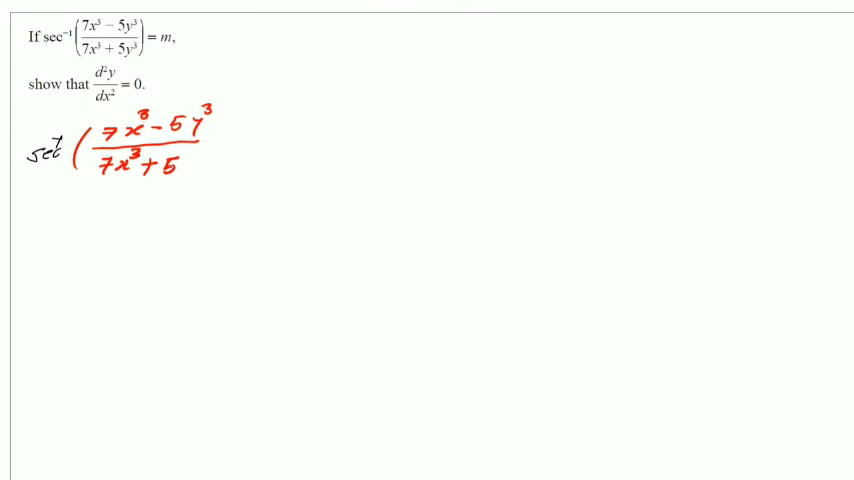 If sec⁻¹ ( (7x³ − 5y³) / (7x³ + 5y³) ) = m,
show that d²y/dx² = 0.
sec⁻¹ ( (7x³ − 5y³) / (7x³ + 5